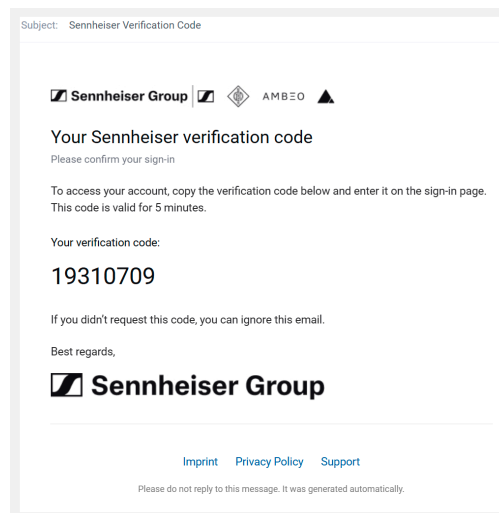 Subject: Sennheiser Verification Code
Sennheiser Group AMBEO
Your Sennheiser verification code
Please confirm your sign-in
To access your account, copy the verification code below and enter it on the sign-in page.
This code is valid for 5 minutes.
Your verification code:
19310709
If you didn't request this code, you can ignore this email.
Best regards,
Sennheiser Group
Imprint Privacy Policy Support
Please do not reply to this message. It was generated automatically.